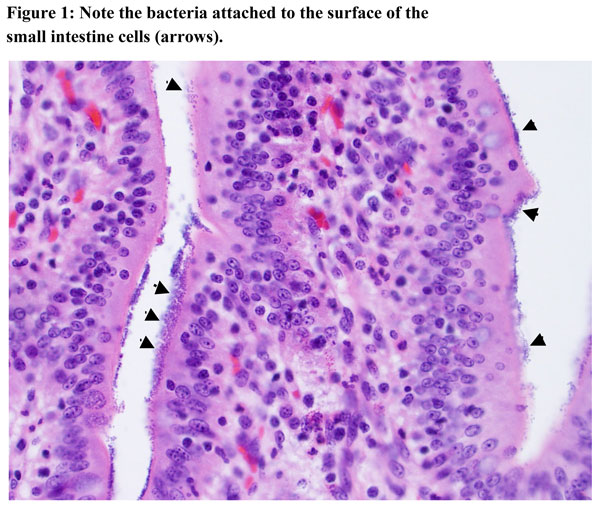 Figure 1: Note the bacteria attached to the surface of the
small intestine cells (arrows).